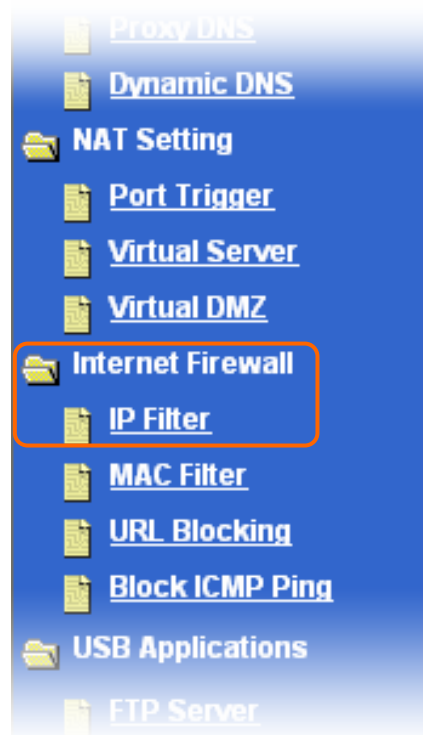 Proxy DNS
Dynamic DNS
NAT Setting
Port Trigger
Virtual Server
Virtual DMZ
Internet Firewall
IP Filter
MAC Filter
URL Blocking
Block ICMP Ping
USB Applications
FTP Server